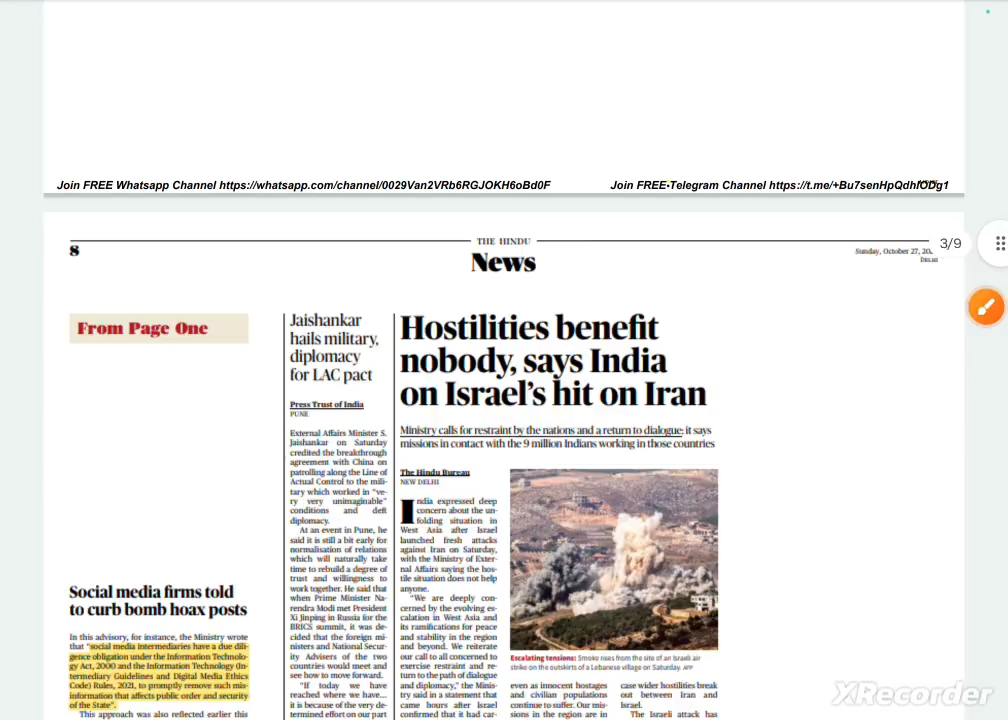 Join FREE Whatsapp Channel https://whatsapp.com/channel/0029Van2VRb6RGJOKH6oBd0F
Join FREE Telegram Channel
3/9
8
THE HINDU
News
Sunday, October 27, 20
DELHI
From Page One
Social media firms told
to curb bomb hoax posts
In this advisory, for instance, the Ministry wrote
that “social media intermediaries have a due dili-
gence obligation under the Information Technolo-
gy Act, 2000 and the Information Technology (In-
termediary Guidelines and Digital Media Ethics
Code) Rules, 2021, to promptly remove such mis-
information that affects public order and security
of the State”.
This approach was also reflected earlier this
Jaishankar
hails military,
diplomacy
for LAC pact
Press Trust of India
PUNE
External Affairs Minister S.
Jaishankar on Saturday
credited the breakthrough
agreement with China on
patrolling along the Line of
Actual Control to the mili-
tary which worked in “ve-
ry very unimaginable”
conditions and deft
diplomacy.
At an event in Pune, he
said it is still a bit early for
normalisation of relations
which will naturally take
time to rebuild a degree of
trust and willingness to
work together. He said that
when Prime Minister Na-
rendra Modi met President
Xi Jinping in Russia for the
BRICS summit, it was de-
cided that the foreign mi-
nisters and National Secur-
ity Advisers of the two
countries would meet and
see how to move forward.
“If today we have
reached where we have...
it is because of the very de-
termined effort on our part
Hostilities benefit
nobody, says India
on Israel’s hit on Iran
Ministry calls for restraint by the nations and a return to dialogue; it says
missions in contact with the 9 million Indians working in those countries
The Hindu Bureau
NEW DELHI
India expressed deep
concern about the un-
folding situation in
West Asia after Israel
launched fresh attacks
against Iran on Saturday,
with the Ministry of Exter-
nal Affairs saying the hos-
tile situation does not help
anyone.
“We are deeply con-
cerned by the evolving es-
calation in West Asia and
its ramifications for peace
and stability in the region
and beyond. We reiterate
our call to all concerned to
exercise restraint and re-
turn to the path of dialogue
and diplomacy,” the Minis-
try said in a statement that
came hours after Israel
confirmed that it had car-
Escalating tensions: Smoke rises from the site of an Israeli air
strike on the outskirts of a Lebanese village on Saturday. AFP
even as innocent hostages
and civilian populations
continue to suffer. Our mis-
sions in the region are in
case wider hostilities break
out between Iran and
Israel.
The Israeli attack has
XRecorder